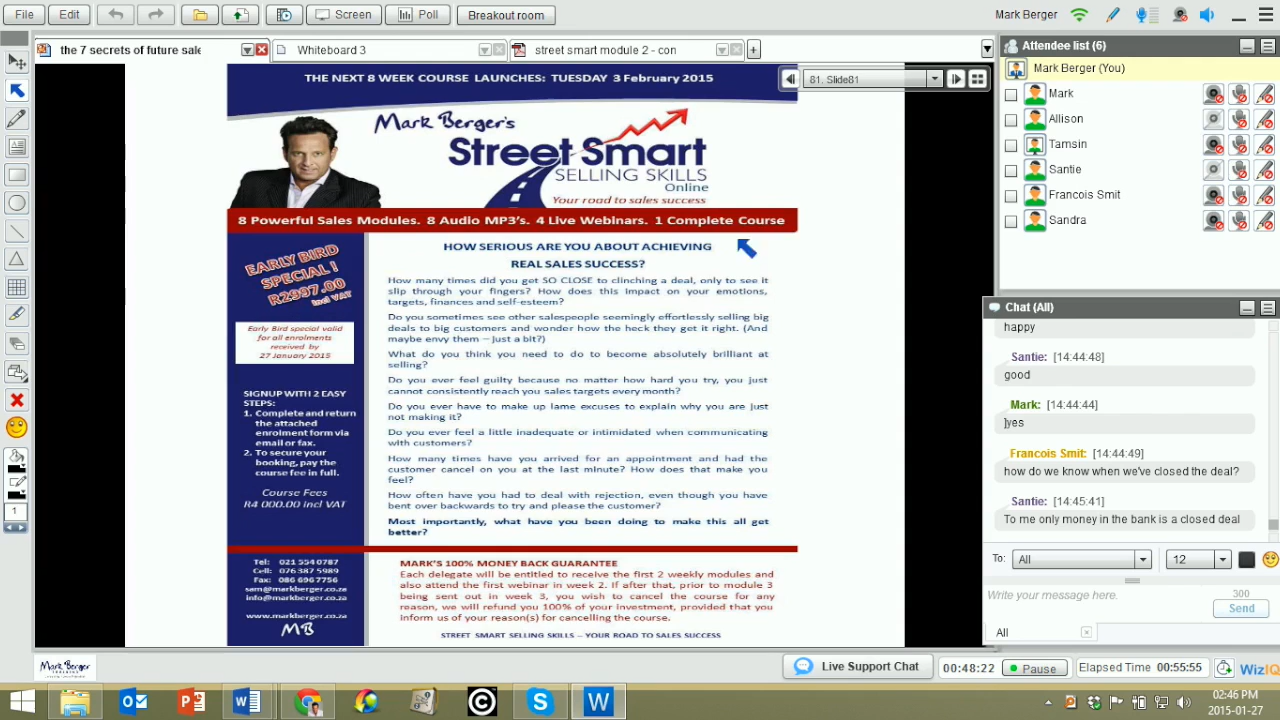 File
Edit
Screen
Poll
Breakout room
Mark Berger
the 7 secrets of future sale
Whiteboard 3
street smart module 2 - con
81. Slide81
THE NEXT 8 WEEK COURSE LAUNCHES: TUESDAY 3 February 2015
Mark Berger's
Street Smart
SELLING SKILLS
Online
Your road to sales success
8 Powerful Sales Modules. 8 Audio MP3's. 4 Live Webinars. 1 Complete Course
EARLY BIRD
SPECIAL !
incl VAT
Early Bird special valid
for all enrolments
received by
27 January 2015
SIGNUP WITH 2 EASY
STEPS:
1. Complete and return
the attached
enrolment form via
email or fax.
2. To secure your
booking, pay the
course fee in full.
Course Fees
R4 000.00 incl VAT
HOW SERIOUS ARE YOU ABOUT ACHIEVING
REAL SALES SUCCESS?
How many times did you get SO CLOSE to clinching a deal, only to see it
slip through your fingers? How does this impact on your emotions,
targets, finances and self-esteem?
Do you sometimes see other salespeople seemingly effortlessly selling big
deals to big customers and wonder how the heck they get it right. (And
maybe envy them – just a bit?)
What do you think you need to do to become absolutely brilliant at
selling?
Do you ever feel guilty because no matter how hard you try, you just
cannot consistently reach you sales targets every month?
Do you ever have to make up lame excuses to explain why you are just
not making it?
Do you ever feel a little inadequate or intimidated when communicating
with customers?
How many times have you arrived for an appointment and had the
customer cancel on you at the last minute? How does that make you
feel?
How often have you had to deal with rejection, even though you have
bent over backwards to try and please the customer?
Most importantly, what have you been doing to make this all get
better?
Tel: 021 554 0787
Cell: 076 387 5989
Fax: 086 696 7756
sam@markberger.co.za
info@markberger.co.za
www.markberger.co.za
MB
MARK'S 100% MONEY BACK GUARANTEE
Each delegate will be entitled to receive the first 2 weekly modules and
also attend the first webinar in week 2. If after that, prior to module 3
being sent out in week 3, you wish to cancel the course for any
reason, we will refund you 100% of your investment, provided that you
inform us of your reason(s) for cancelling the course.
STREET SMART SELLING SKILLS – YOUR ROAD TO SALES SUCCESS
Attendee list (6)
Mark Berger (You)
Mark
Allison
Tamsin
Santie
Francois Smit
Sandra
Chat (All)
happy
Santie: [14:44:48]
good
Mark: [14:44:44]
yes
Francois Smit: [14:44:49]
how do we know when we've closed the deal?
Santie: [14:45:41]
To me only money in the bank is a closed deal
To: All
12
Write your message here.
300
Send
All
1
Mark Berger
Live Support Chat
00:48:22
Pause
Elapsed Time 00:55:55
WizIQ
02:46 PM
2015-01-27